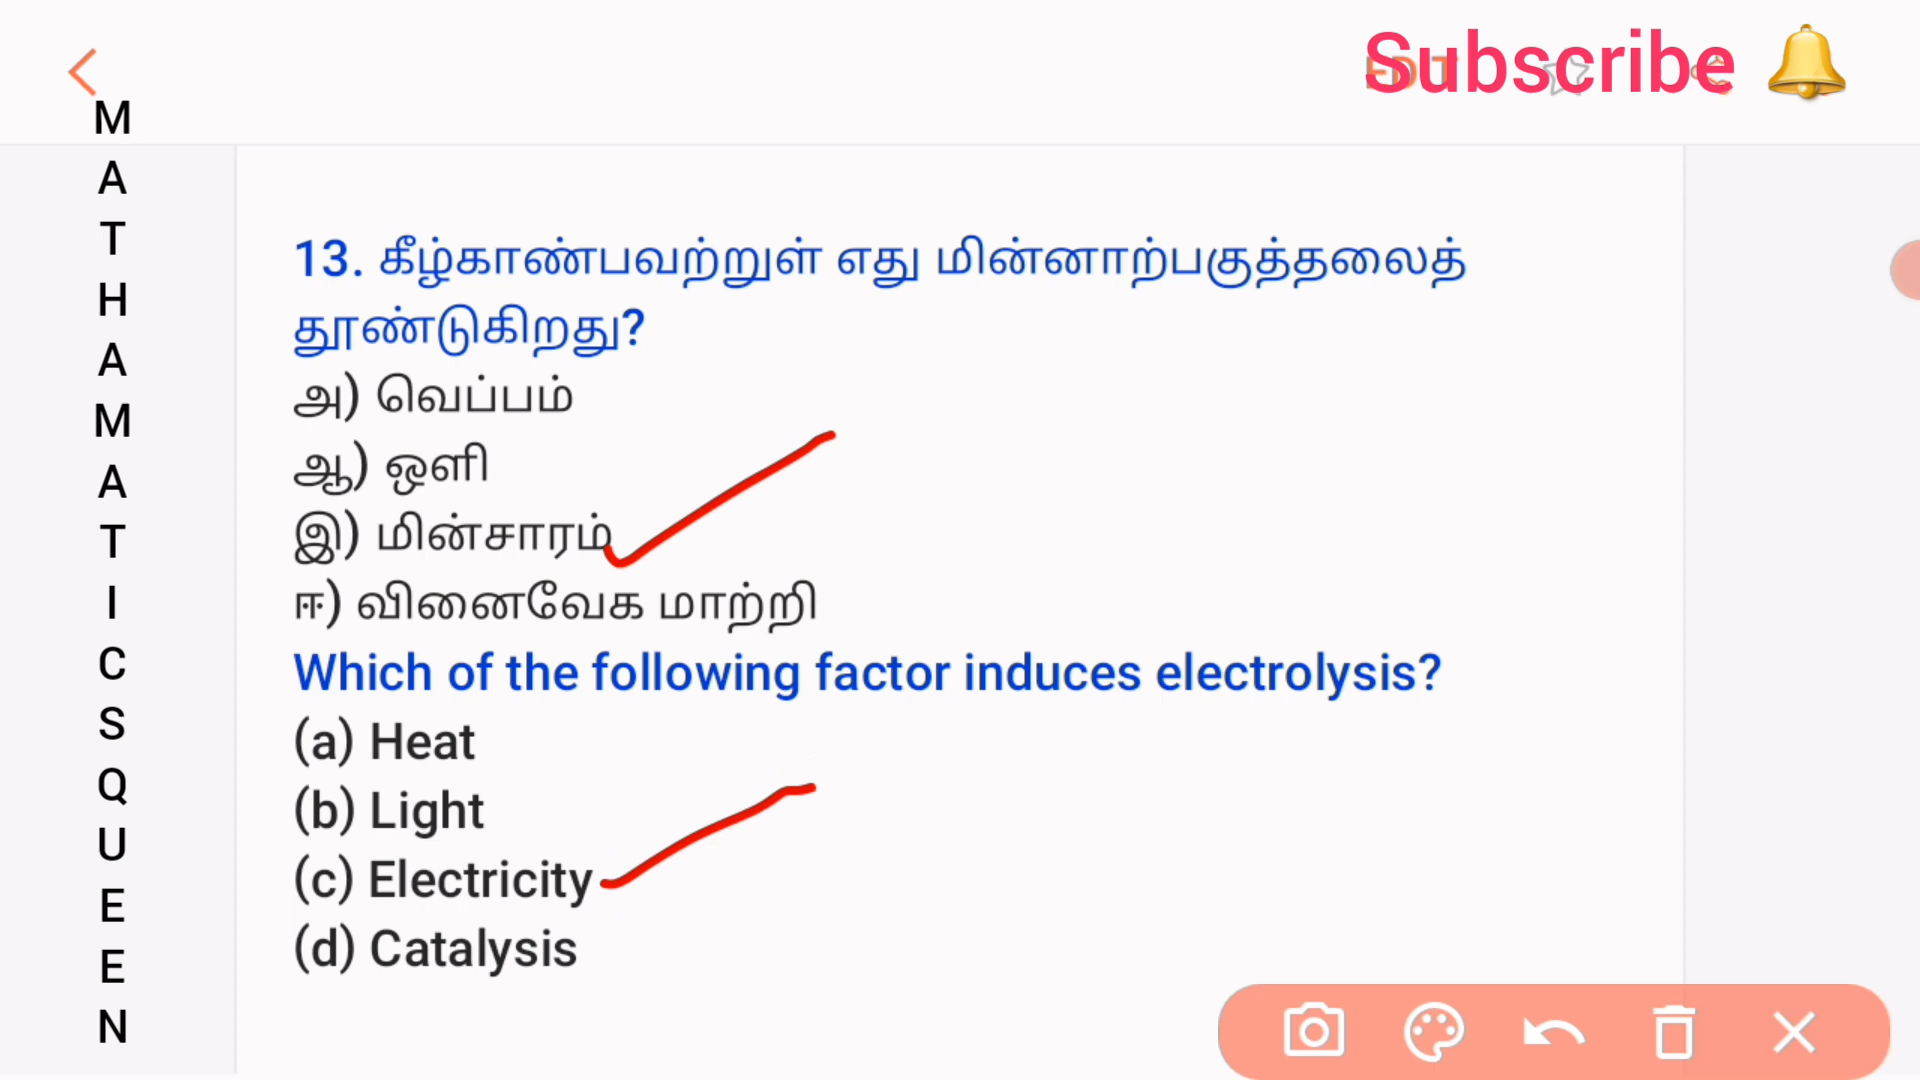 Subscribe
MATHAMATICSQUEEN
13. கீழ்காண்பவற்றுள் எது மின்னாற்பகுத்தலைத்
தூண்டுகிறது?
அ) வெப்பம்
ஆ) ஒளி
இ) மின்சாரம்
ஈ) வினைவேக மாற்றி
Which of the following factor induces electrolysis?
(a) Heat
(b) Light
(c) Electricity
(d) Catalysis